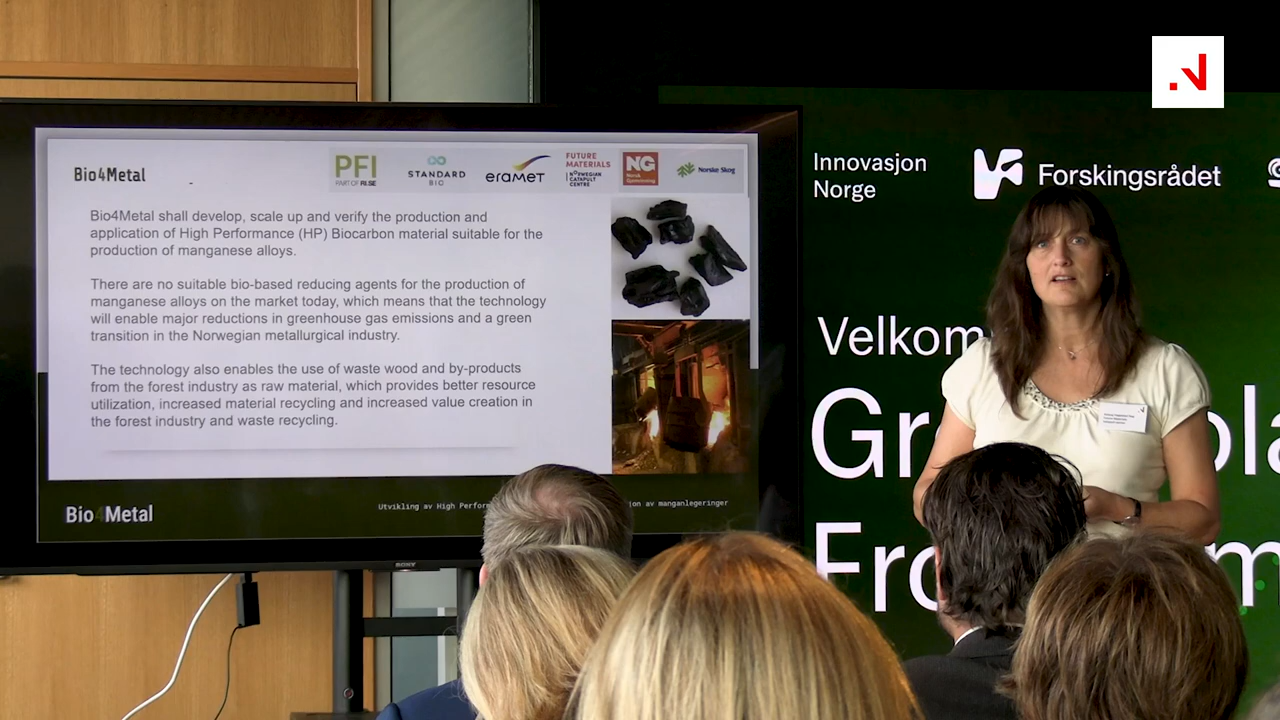 Bio4Metal
PFI
PART OF RISE
STANDARD
BIO
eramet
FUTURE
MATERIALS
NORWEGIAN
CATAPULT
CENTRE
NG
Norsk
Gjenvinning
Norske Skog
Bio4Metal shall develop, scale up and verify the production and
application of High Performance (HP) Biocarbon material suitable for the
production of manganese alloys.
There are no suitable bio-based reducing agents for the production of
manganese alloys on the market today, which means that the technology
will enable major reductions in greenhouse gas emissions and a green
transition in the Norwegian metallurgical industry.
The technology also enables the use of waste wood and by-products
from the forest industry as raw material, which provides better resource
utilization, increased material recycling and increased value creation in
the forest industry and waste recycling.
Bio4Metal
Utvikling av High Perfor
on av manganlegeringer
SONY
Innovasjon
Norge
Forskingsrådet
Velkom
Gr
pla
Fro
m